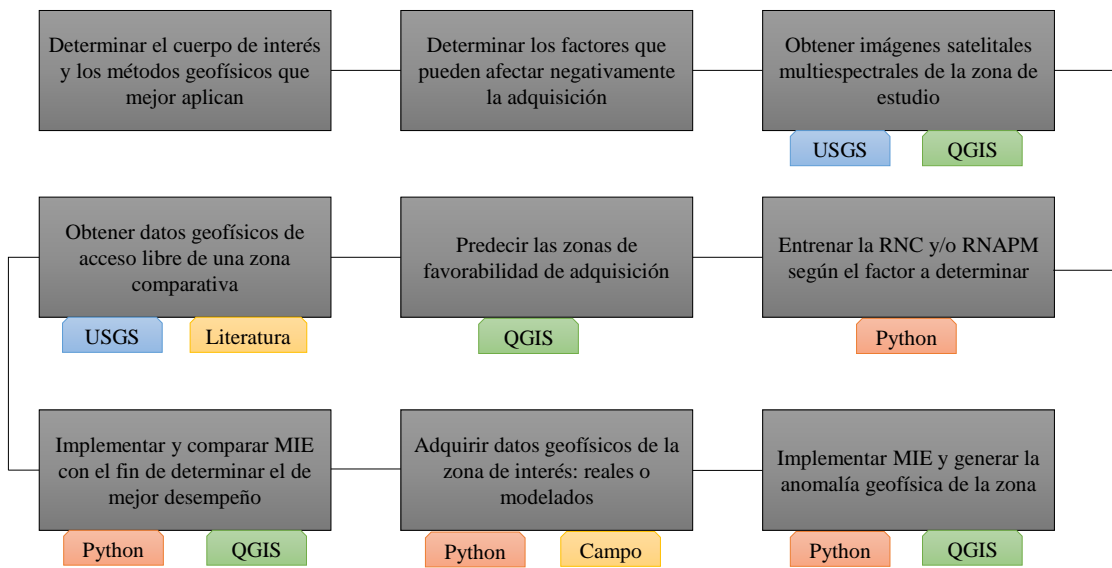 Determinar el cuerpo de interés
y los métodos geofísicos que
mejor aplican
Determinar los factores que
pueden afectar negativamente
la adquisición
Obtener imágenes satelitales
multiespectrales de la zona de
estudio
USGS
QGIS
Entrenar la RNC y/o RNAPM
según el factor a determinar
Python
Predecir las zonas de
favorabilidad de adquisición
QGIS
Obtener datos geofísicos de
acceso libre de una zona
comparativa
USGS
Literatura
Implementar y comparar MIE
con el fin de determinar el de
mejor desempeño
Python
QGIS
Adquirir datos geofísicos de la
zona de interés: reales o
modelados
Python
Campo
Implementar MIE y generar la
anomalía geofísica de la zona
Python
QGIS